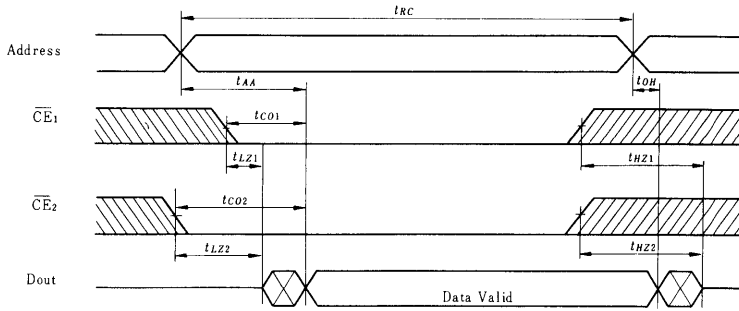 tRC
Address
tAA
tOH
CE1
tCO1
tLZ1
tHZ1
CE2
tCO2
tLZ2
tHZ2
Dout
Data Valid